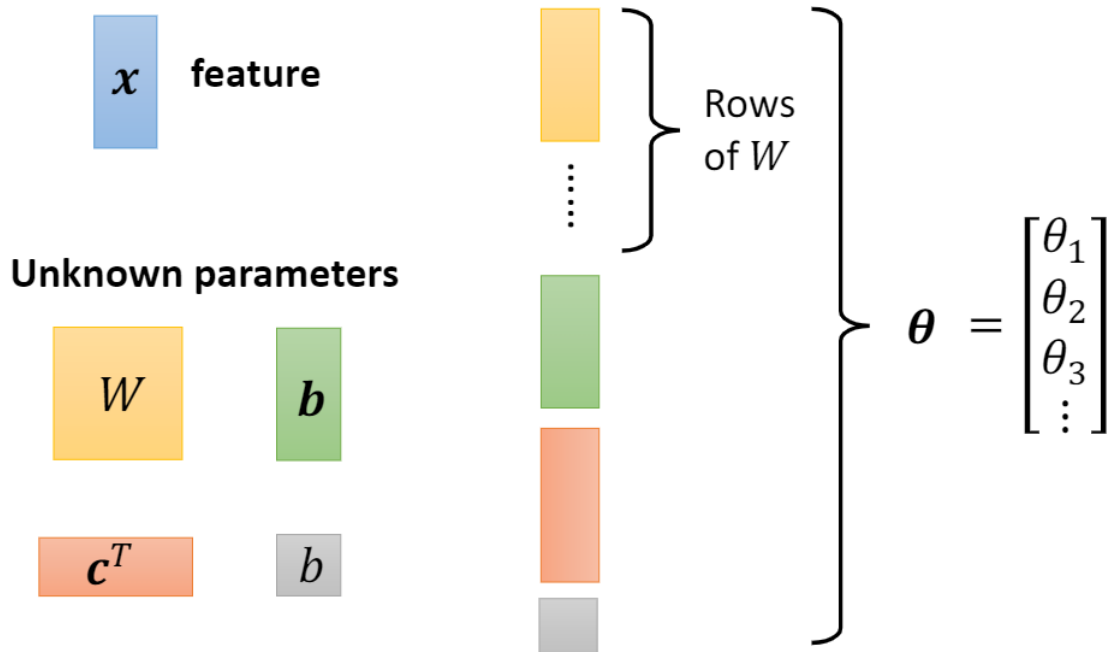 x feature
Rows
of W
Unknown parameters
W b
c^T b
θ = [θ₁
θ₂
θ₃
⋮]